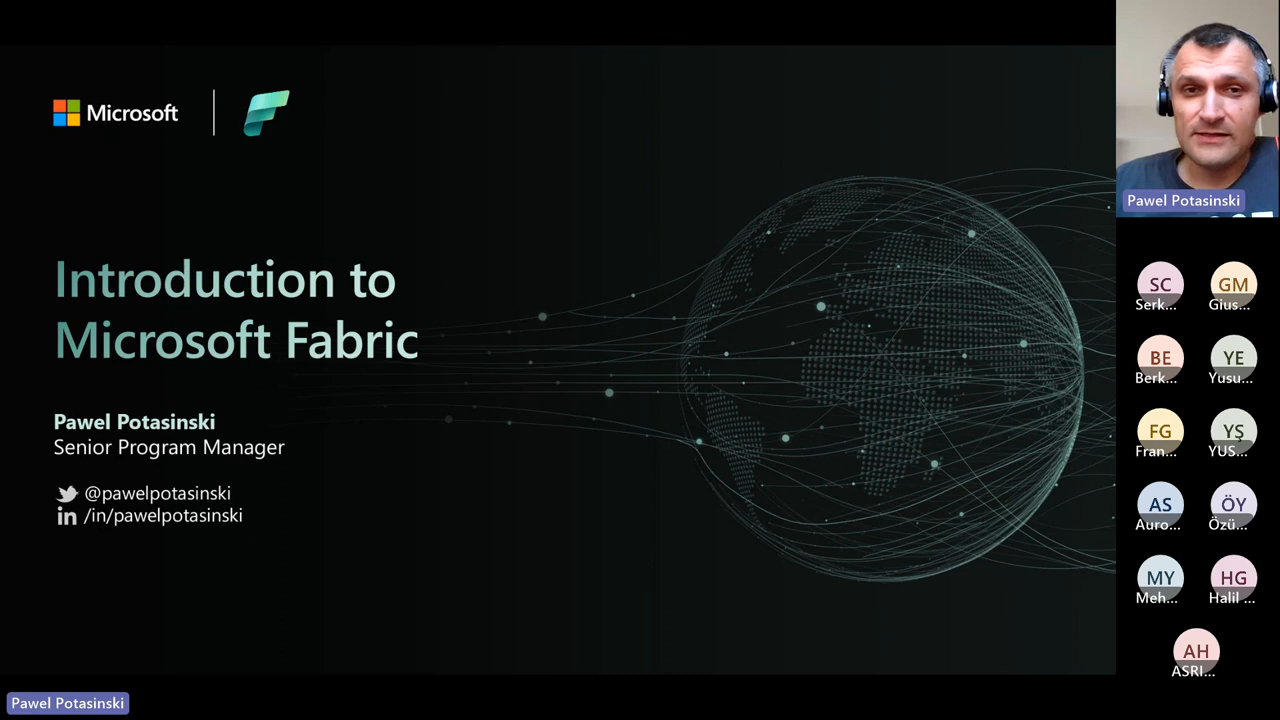 Microsoft
Introduction to
Microsoft Fabric
Pawel Potasinski
Senior Program Manager
@pawelpotasinski
in /in/pawelpotasinski
Pawel Potasinski
Pawel Potasinski
SC GM
Serk... Gius...
BE YE
Berk... Yusu...
FG YŞ
Fran... YUS...
AS ÖY
Auro... Özü...
MY HG
Meh... Halil ...
AH
ASRI...